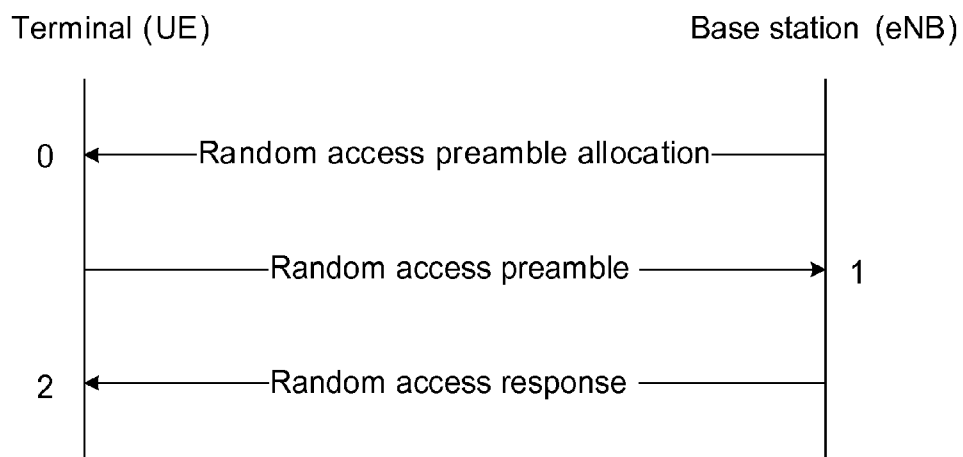 Terminal (UE)
Base station (eNB)
0
Random access preamble allocation
Random access preamble
1
2
Random access response